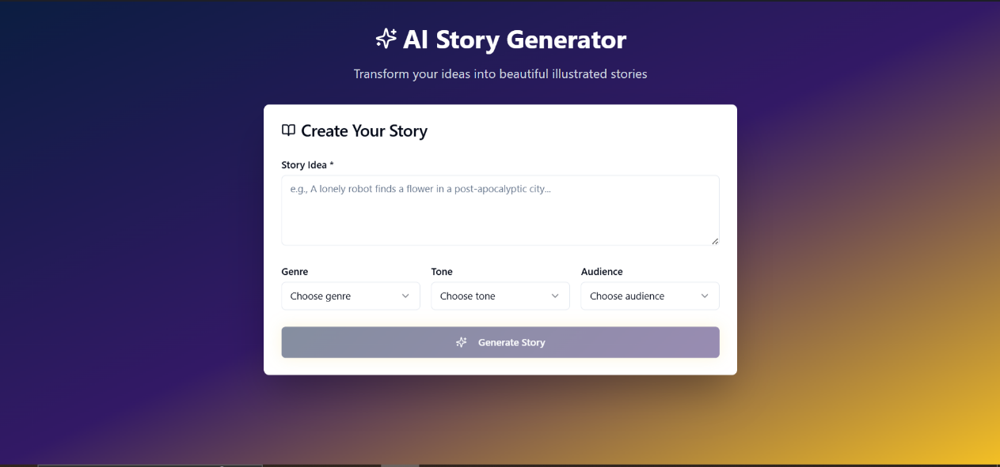 AI Story Generator
Transform your ideas into beautiful illustrated stories
Create Your Story
Story Idea *
e.g., A lonely robot finds a flower in a post-apocalyptic city...
Genre Tone Audience
Choose genre Choose tone Choose audience
Generate Story